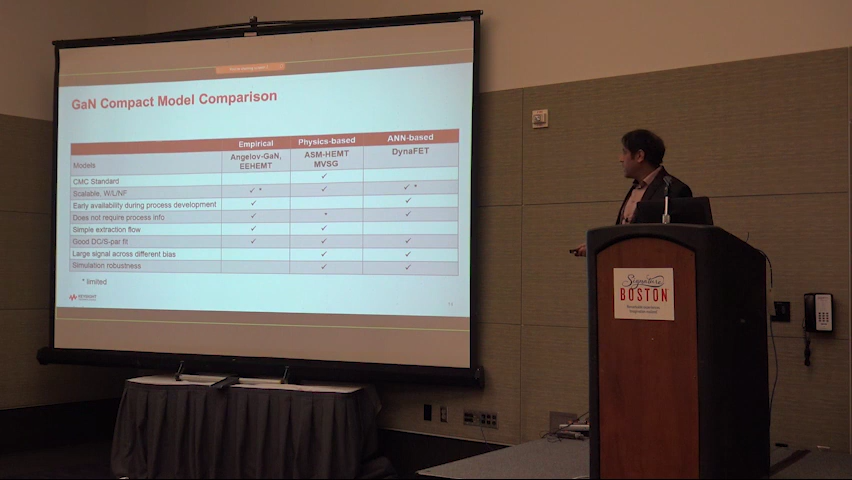 GaN Compact Model Comparison
Empirical Physics-based ANN-based
Models Angelov-GaN, EEHEMT ASM-HEMT MVSG DynaFET
CMC Standard ✓
Scalable, W/L/NF ✓ * ✓ ✓ *
Early availability during process development ✓ ✓
Does not require process info ✓ * ✓
Simple extraction flow ✓ ✓
Good DC/S-par fit ✓ ✓ ✓
Large signal across different bias ✓ ✓
Simulation robustness ✓ ✓
* limited
KEYSIGHT
Signature
BOSTON